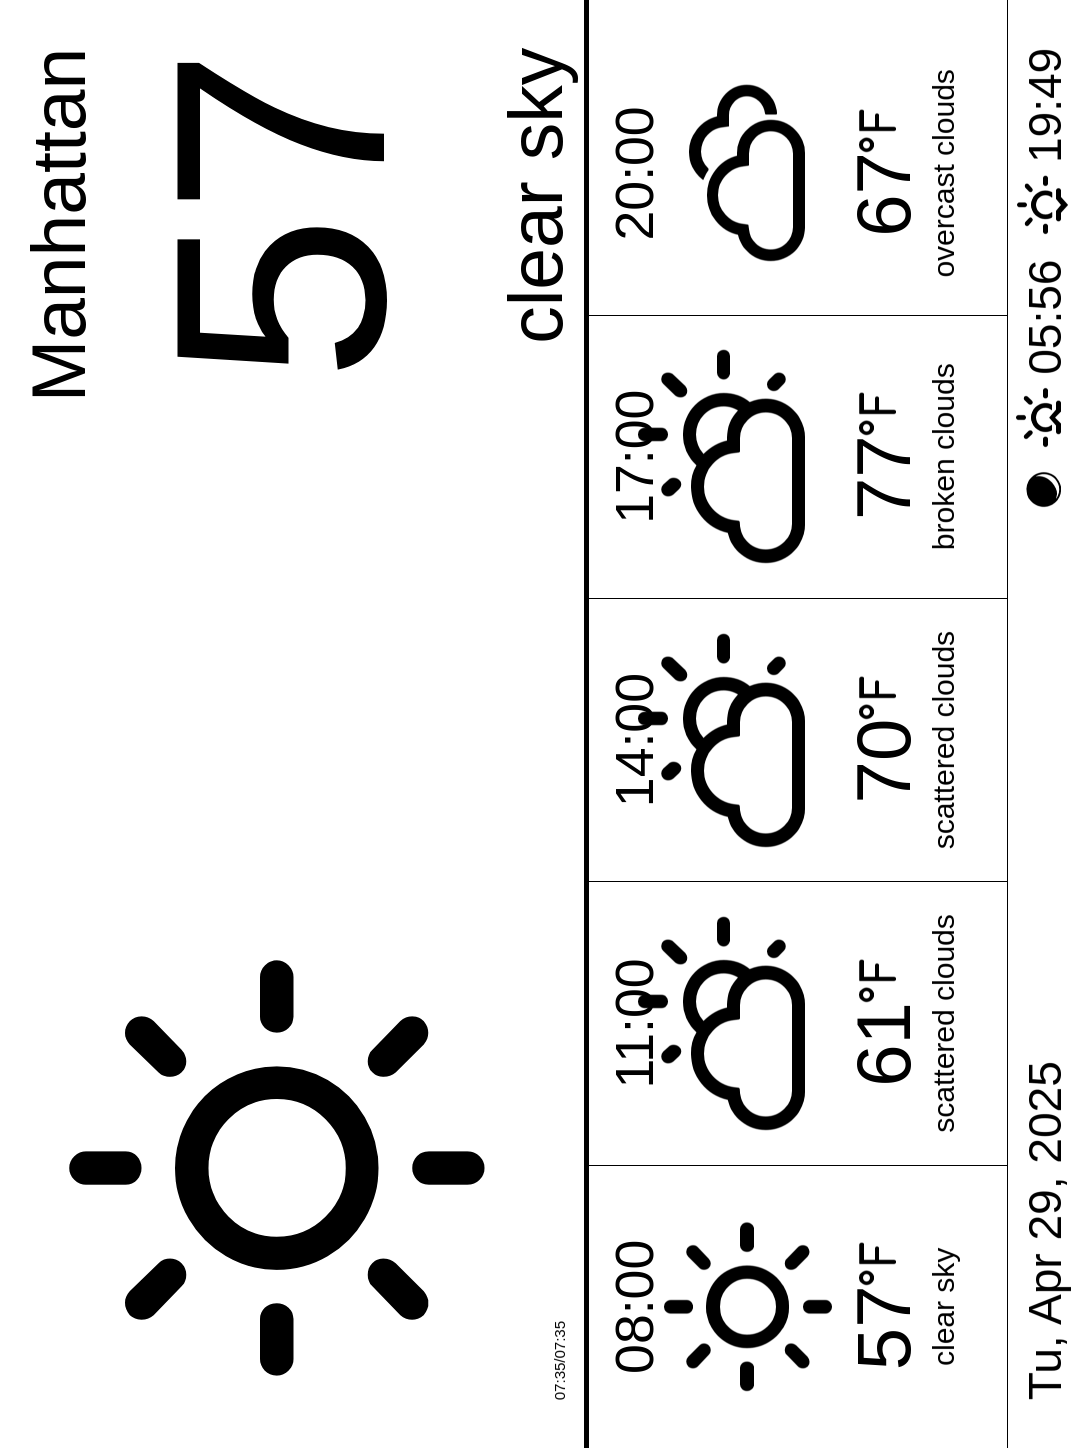 Manhattan
57
clear sky
07:35/07:35
08:00
57°F
clear sky
11:00
61°F
scattered clouds
14:00
70°F
scattered clouds
17:00
77°F
broken clouds
20:00
67°F
overcast clouds
Tu, Apr 29, 2025
05:56
19:49